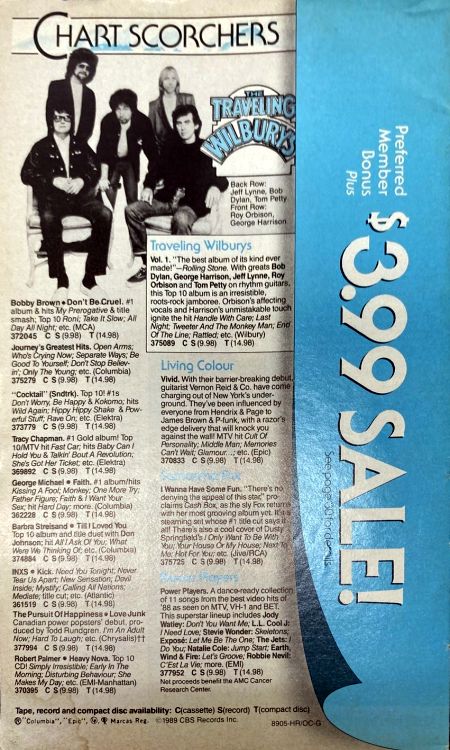 CHART SCORCHERS
THE
TRAVELING
WILBURYS
Back Row:
Jeff Lynne, Bob
Dylan, Tom Petty
Front Row:
Roy Orbison,
George Harrison
Bobby Brown • Don't Be Cruel. #1
album & hits My Prerogative & title
smash; Top 10 Roni; Take It Slow; All
Day All Night; etc. (MCA)
372045 C S (9.98) T (14.98)
Journey's Greatest Hits. Open Arms;
Who's Crying Now; Separate Ways; Be
Good To Yourself; Don't Stop Believ-
in'; Only The Young; etc. (Columbia)
375279 C S (9.98) T (14.98)
"Cocktail" (Sndtrk). Top 10! #1s
Don't Worry, Be Happy & Kokomo; hits
Wild Again; Hippy Hippy Shake & Pow-
erful Stuff; Rave On; etc. (Elektra)
373779 C S (9.98) T (14.98)
Tracy Chapman. #1 Gold album! Top
10/MTV hit Fast Car; hits Baby Can I
Hold You & Talkin' Bout A Revolution;
She's Got Her Ticket; etc. (Elektra)
369892 C S (9.98) T (14.98)
George Michael • Faith. #1 album/hits
Kissing A Fool; Monkey; One More Try;
Father Figure; Faith & I Want Your
Sex; hit Hard Day; more. (Columbia)
362228 C S (9.98) T (14.98)
Barbra Streisand • Till I Loved You
Top 10 album and title duet with Don
Johnson; hit All I Ask Of You; What
Were We Thinking Of; etc. (Columbia)
374884 C S (9.98) T (14.98)
INXS • Kick. Need You Tonight; Never
Tear Us Apart; New Sensation; Devil
Inside; Mystify; Calling All Nations;
Mediate; title cut; etc. (Atlantic)
361519 C S (9.98) T (14.98)
The Pursuit Of Happiness • Love Junk
Canadian power popsters' debut, pro-
duced by Todd Rundgren. I'm An Adult
Now; Hard To Laugh; etc. (Chrysalis)††
377994 C S (9.98) T (14.98)
Robert Palmer • Heavy Nova. Top 10
CD! Simply Irresistible; Early In The
Morning; Disturbing Behaviour; She
Makes My Day; etc. (EMI-Manhattan)
370395 C S (9.98) T (14.98)
Traveling Wilburys
Vol. 1. "The best album of its kind ever
made!"—Rolling Stone. With greats Bob
Dylan, George Harrison, Jeff Lynne, Roy
Orbison and Tom Petty on rhythm guitars,
this Top 10 album is an irresistible,
roots-rock jamboree. Orbison's affecting
vocals and Harrison's unmistakable touch
ignite the hit Handle With Care; Last
Night; Tweeter And The Monkey Man; End
Of The Line; Rattled; etc. (Wilbury)
375089 C S (9.98) T (14.98)
Living Colour
Vivid. With their barrier-breaking debut,
guitarist Vernon Reid & Co. have come
charging out of New York's under-
ground. They've been influenced by
everyone from Hendrix & Page to
James Brown & P-funk, with a razor's
edge delivery that will knock you
against the wall! MTV hit Cult Of
Personality; Middle Man; Memories
Can't Wait; Glamour...; etc. (Epic)
370833 C S (9.98) T (14.98)
I Wanna Have Some Fun. "There's no
denying the appeal of this star," pro-
claims Cash Box, as the sly Fox returns
with her most grooving album yet. It's a
steaming set whose #1 title cut says it
all! There's also a cool cover of Dusty
Springfield's I Only Want To Be With
You; Your House Or My House; Next To
Me; Hot For You; etc. (Jive/RCA)
375725 C S (9.98) T (14.98)
Players
Power Players. A dance-ready collection
of 11 songs from the best video hits of
'88 as seen on MTV, VH-1 and BET.
This superstar lineup includes Jody
Watley: Don't You Want Me; L.L. Cool J:
I Need Love; Stevie Wonder: Skeletons;
Exposé: Let Me Be The One; The Jets: I
Do You; Natalie Cole: Jump Start; Earth,
Wind & Fire: Let's Groove; Robbie Nevil:
C'Est La Vie; more. (EMI)
377952 C S (9.98) T (14.98)
Net proceeds benefit the AMC Cancer
Research Center.
Tape, record and compact disc availability: C(cassette) S(record) T(compact disc)
® "Columbia", "Epic", Marcas Reg. ©1989 CBS Records Inc. 8905-HR/OC-G
Preferred
Member
Bonus
Plus
$3.99 SALE!
See page 30 for details